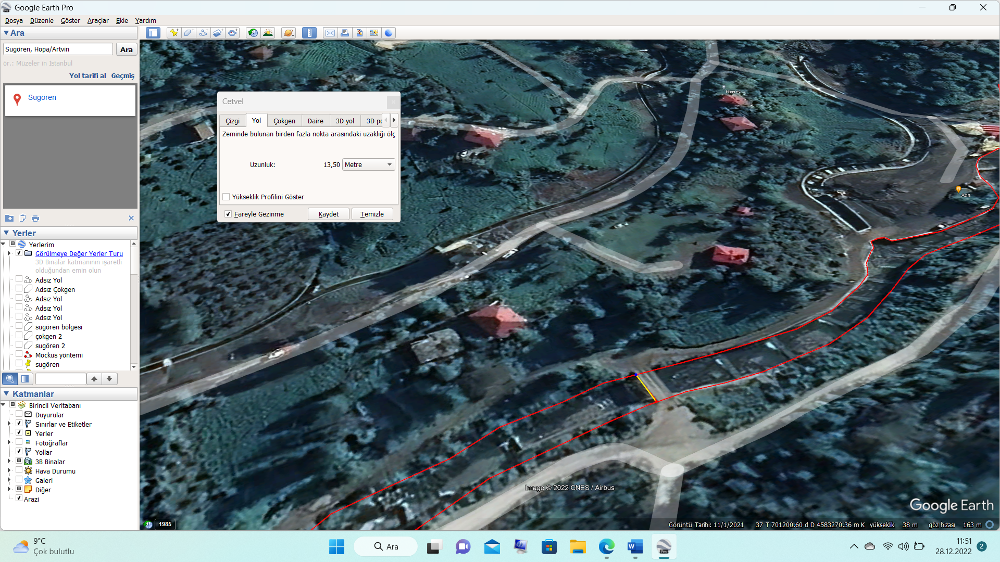 Google Earth Pro
Dosya Düzenle Göster Araçlar Ekle Yardım
Ara
Sugören, Hopa/Artvin
Ara
ör.: Müzeler in İstanbul
Yol tarifi al Geçmiş
Sugören
Yerler
Yerlerim
Görülmeye Değer Yerler Turu
3D Binalar katmanının işaretli
olduğundan emin olun
Adsız Yol
Adsız Çokgen
Adsız Yol
Adsız Yol
Adsız Yol
sugören bölgesi
çokgen 2
sugören 2
Mockus yöntemi
sugören
Katmanlar
Birincil Veritabanı
Duyurular
Sınırlar ve Etiketler
Yerler
Fotoğraflar
Yollar
3B Binalar
Hava Durumu
Galeri
Diğer
Arazi
Cetvel
Çizgi Yol Çokgen Daire 3D yol 3D po
Zeminde bulunan birden fazla nokta arasındaki uzaklığı ölç
Uzunluk: 13,50 Metre
Yükseklik Profilini Göster
Fareyle Gezinme Kaydet Temizle
Ada
Image © 2022 CNES / Airbus
Google Earth
1985
Görüntü Tarihi: 11/1/2021 37 T 701200.60 d D 4583270.36 m K yükseklik 38 m göz hizası 163 m
9°C
Çok bulutlu
Ara
11:51
28.12.2022
2